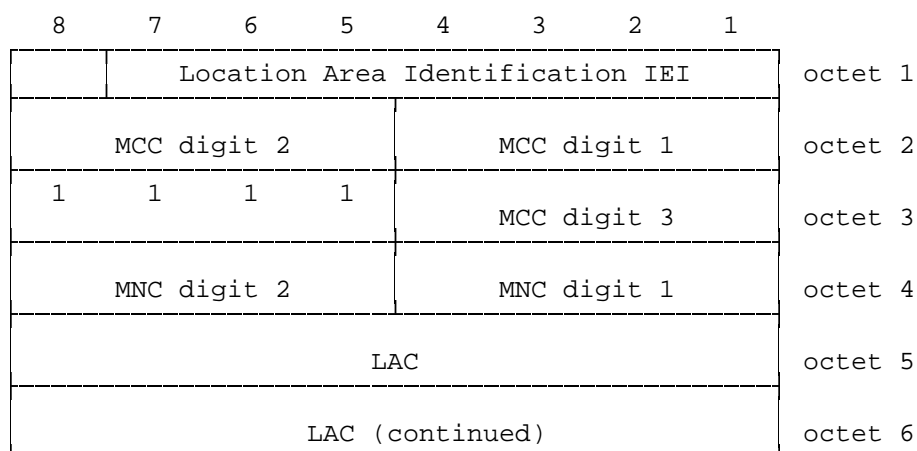 8 7 6 5 4 3 2 1
Location Area Identification IEI octet 1
MCC digit 2 MCC digit 1 octet 2
1 1 1 1
MCC digit 3 octet 3
MNC digit 2 MNC digit 1 octet 4
LAC octet 5
LAC (continued) octet 6